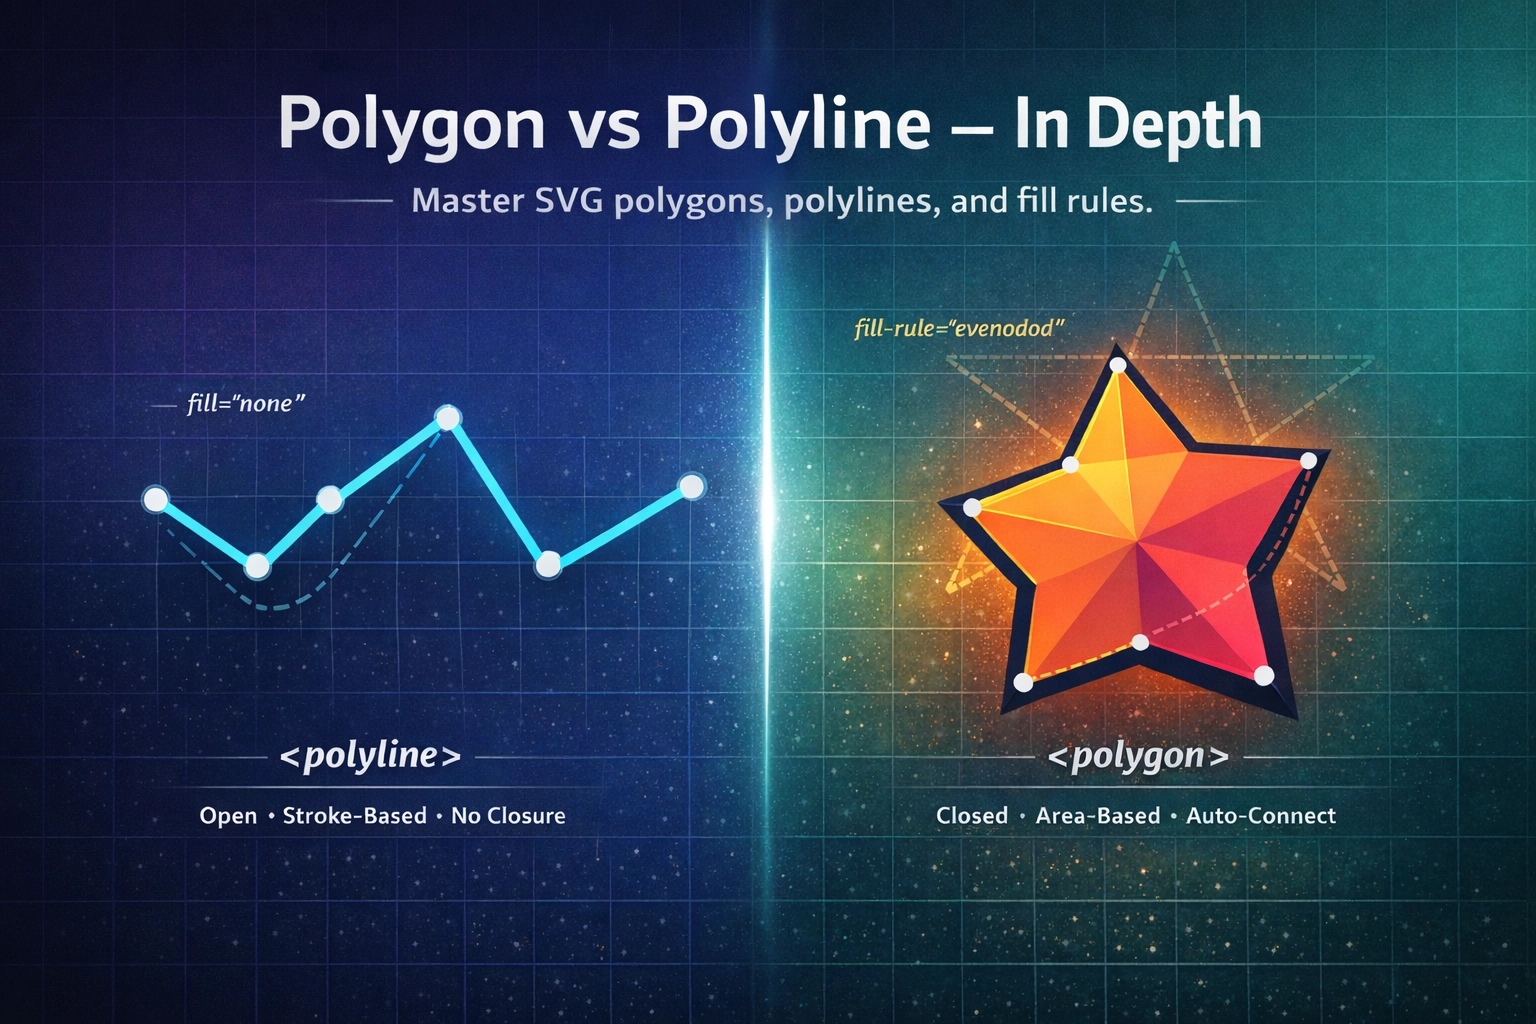 Polygon vs Polyline — In Depth
Master SVG polygons, polylines, and fill rules.
fill-rule=“evenodod”
fill=“none”
<polyline>
Open • Stroke-Based • No Closure
<polygon>
Closed • Area-Based • Auto-Connect